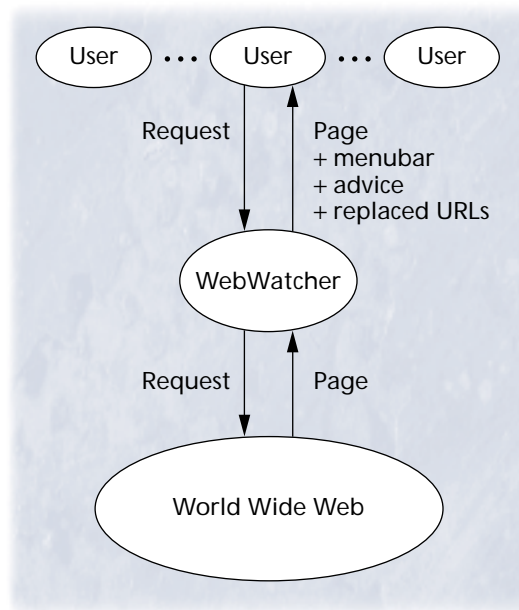 User ••• User ••• User
Request
Page
+ menubar
+ advice
+ replaced URLs
WebWatcher
Request
Page
World Wide Web